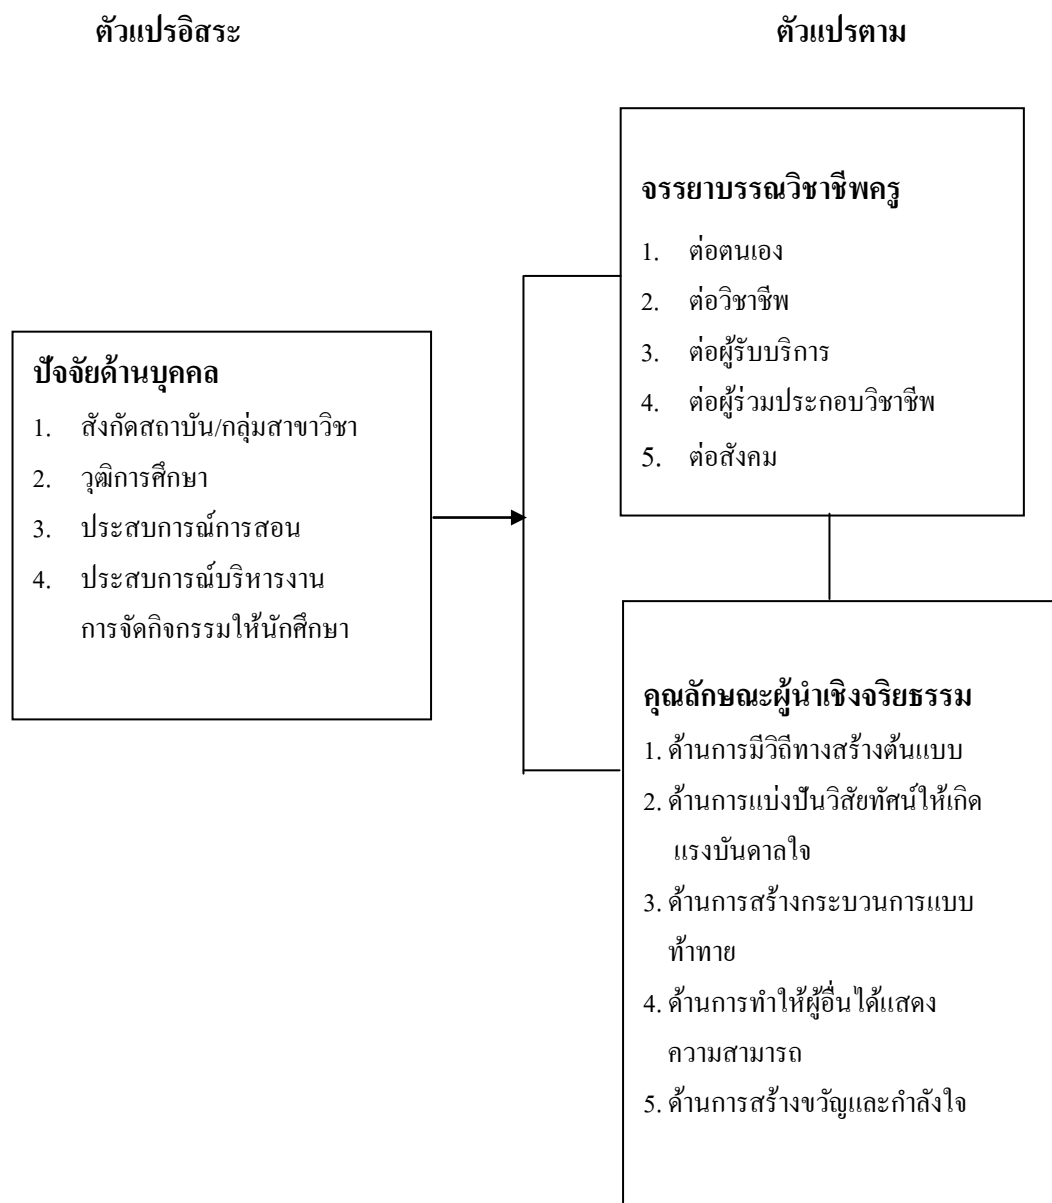 ตัวแปรอิสระ
ตัวแปรตาม
ปัจจัยด้านบุคคล
1. สังกัดสถาบัน/กลุ่มสาขาวิชา
2. วุฒิการศึกษา
3. ประสบการณ์การสอน
4. ประสบการณ์บริหารงาน
การจัดกิจกรรมให้นักศึกษา
จรรยาบรรณวิชาชีพครู
1. ต่อตนเอง
2. ต่อวิชาชีพ
3. ต่อผู้รับบริการ
4. ต่อผู้ร่วมประกอบวิชาชีพ
5. ต่อสังคม
คุณลักษณะผู้นำเชิงจริยธรรม
1. ด้านการมีวิถีทางสร้างต้นแบบ
2. ด้านการแบ่งปันวิสัยทัศน์ให้เกิด
แรงบันดาลใจ
3. ด้านการสร้างกระบวนการแบบ
ท้าทาย
4. ด้านการทำให้ผู้อื่นได้แสดง
ความสามารถ
5. ด้านการสร้างขวัญและกำลังใจ